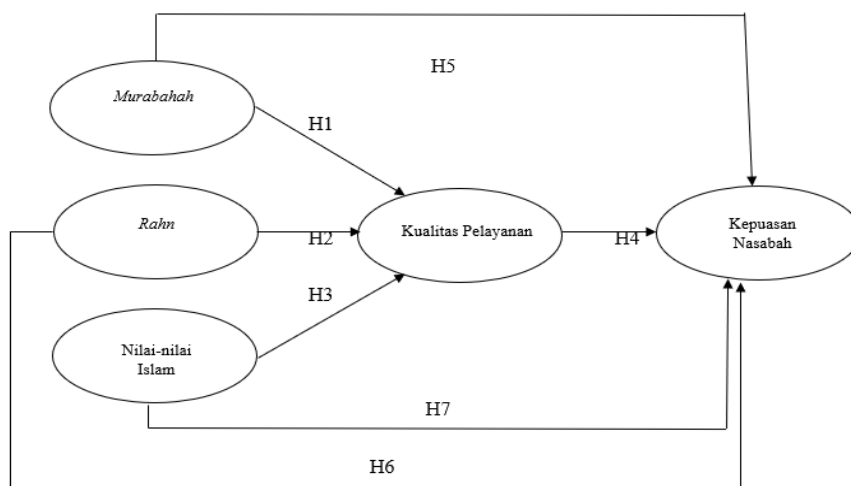 H5
Murabahah
H1
Rahn
H2
Kualitas Pelayanan
H4
Kepuasan
Nasabah
H3
Nilai-nilai
Islam
H7
H6